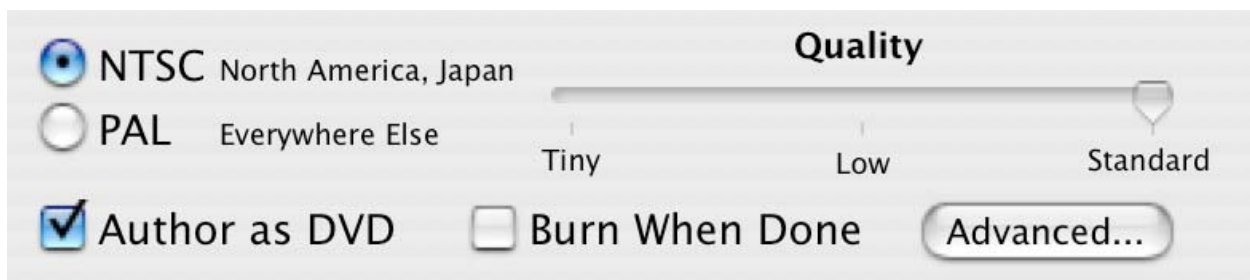 NTSC North America, Japan
Quality
PAL Everywhere Else
Tiny Low Standard
Author as DVD Burn When Done Advanced...